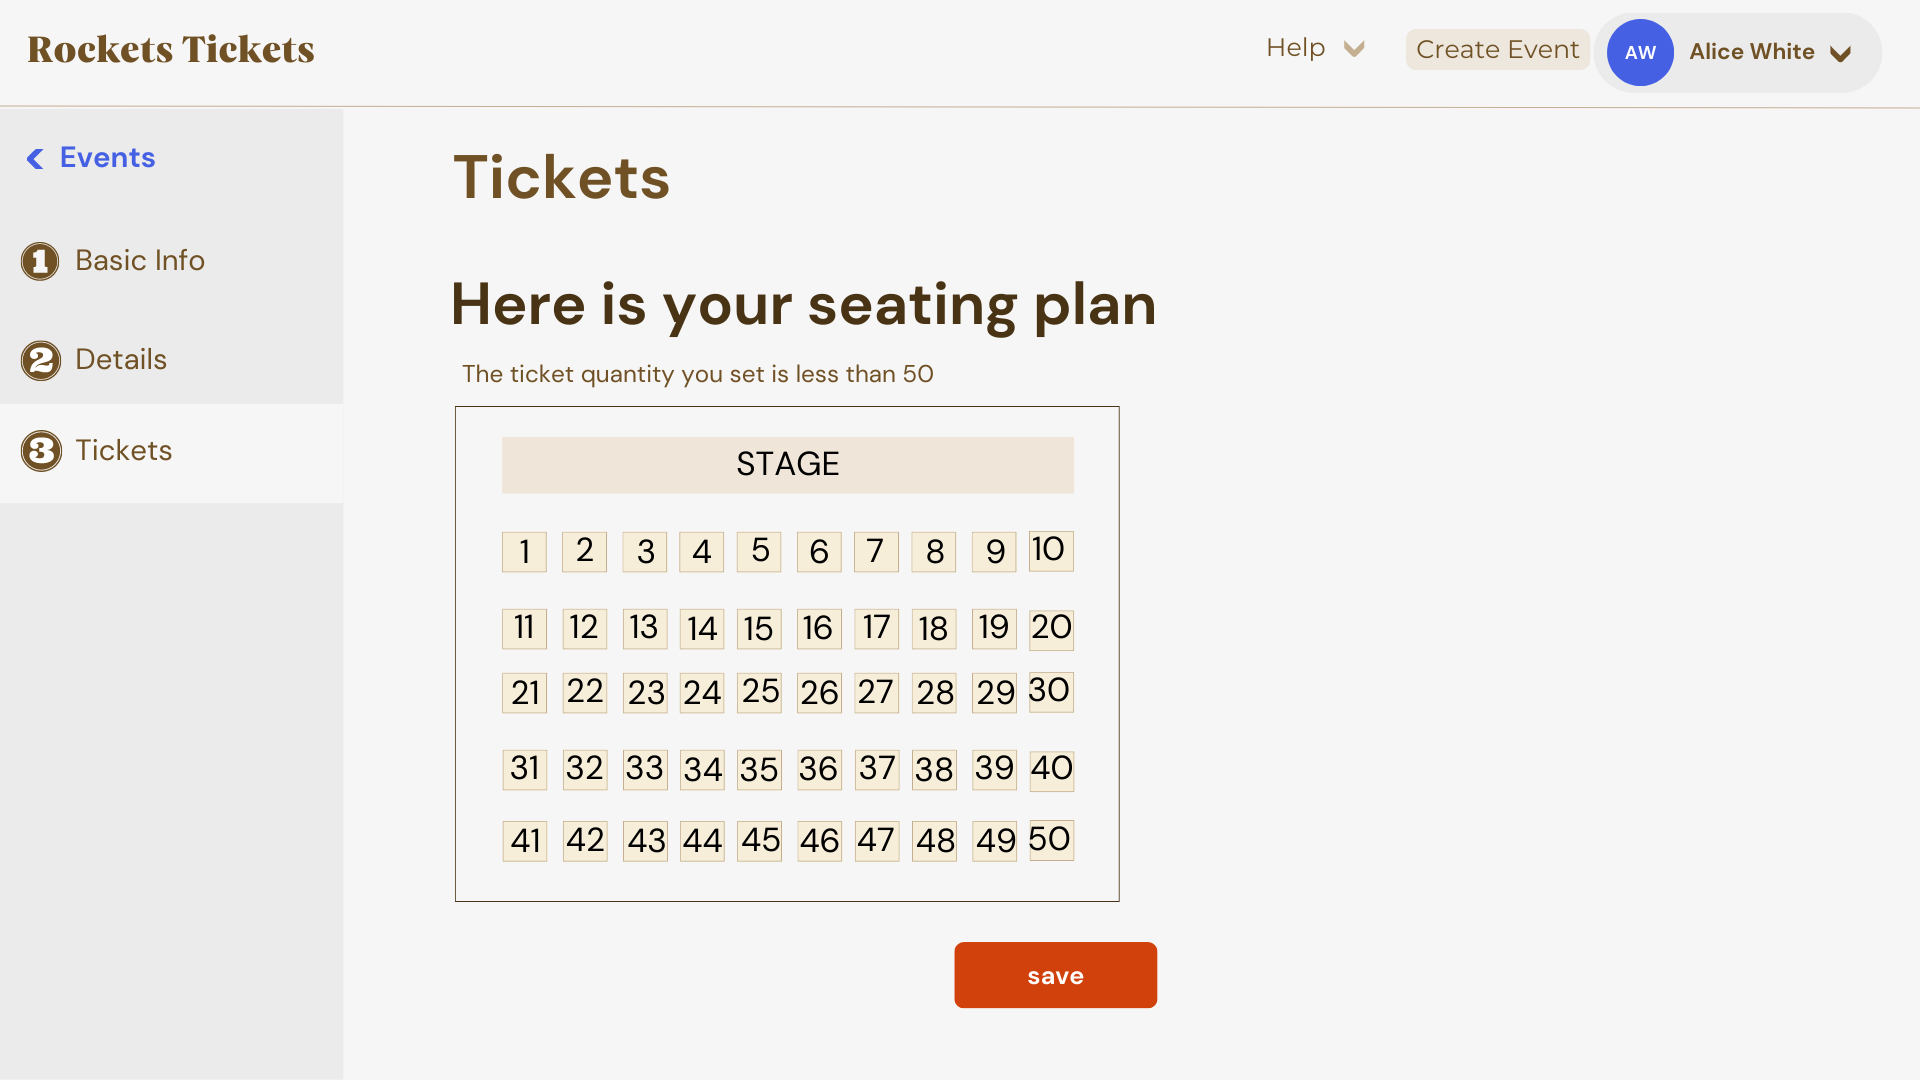 Rockets Tickets
Help
Create Event
AW
Alice White
Events
1 Basic Info
2 Details
3 Tickets
Tickets
Here is your seating plan
The ticket quantity you set is less than 50
STAGE
1 2 3 4 5 6 7 8 9 10
11 12 13 14 15 16 17 18 19 20
21 22 23 24 25 26 27 28 29 30
31 32 33 34 35 36 37 38 39 40
41 42 43 44 45 46 47 48 49 50
save